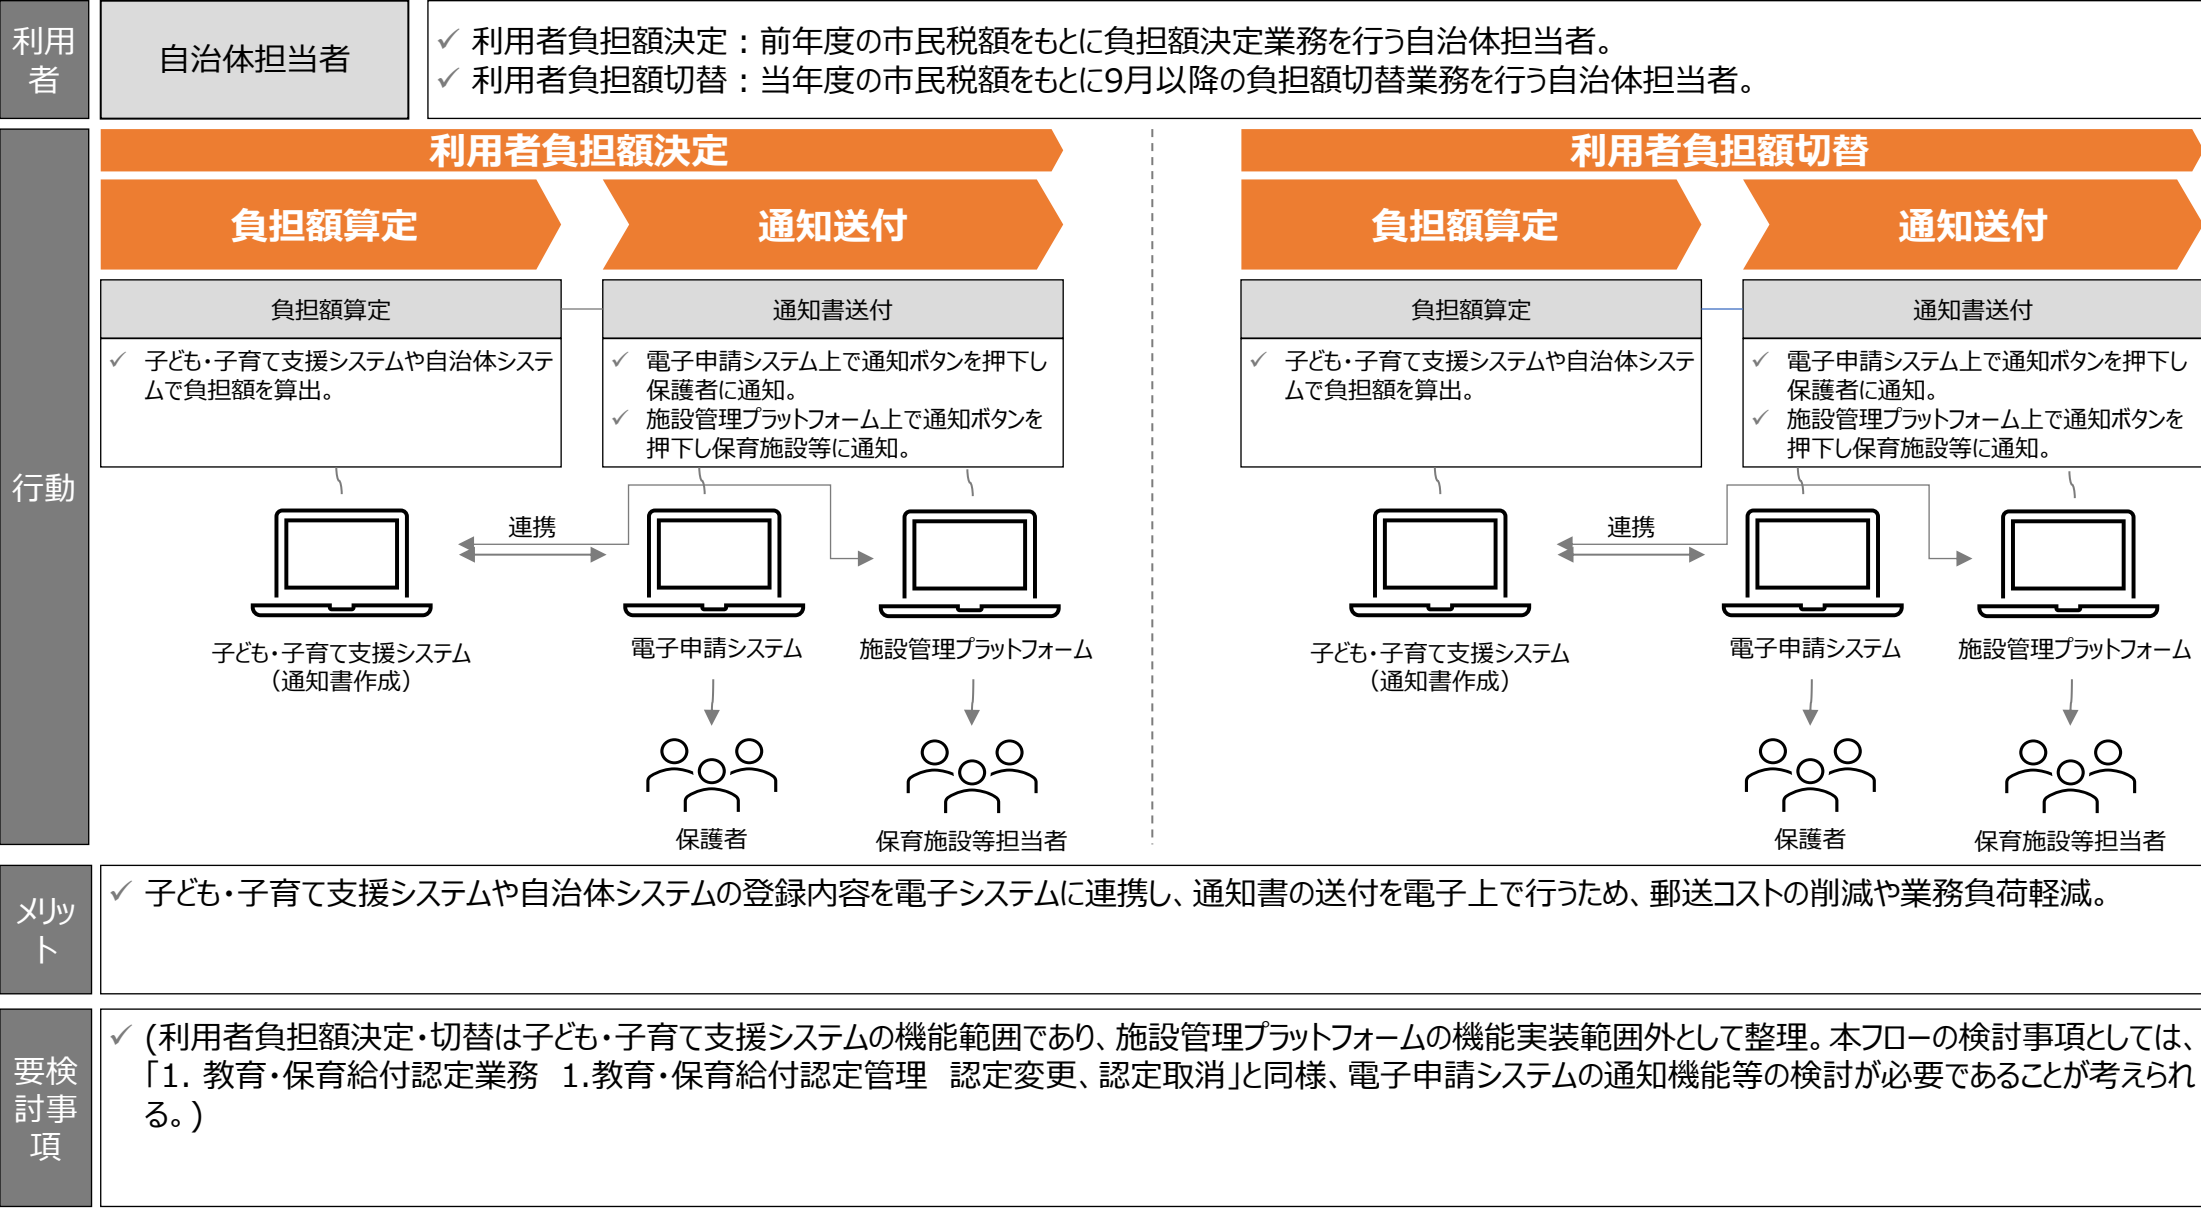 利用
者
自治体担当者
✓ 利用者負担額決定：前年度の市民税額をもとに負担額決定業務を行う自治体担当者。
✓ 利用者負担額切替：当年度の市民税額をもとに9月以降の負担額切替業務を行う自治体担当者。
行動
利用者負担額決定
負担額算定
通知送付
負担額算定
✓ 子ども・子育て支援システムや自治体システ
ムで負担額を算出。
通知書送付
✓ 電子申請システム上で通知ボタンを押下し
保護者に通知。
✓ 施設管理プラットフォーム上で通知ボタンを
押下し保育施設等に通知。
連携
子ども・子育て支援システム
（通知書作成）
電子申請システム
施設管理プラットフォーム
保護者
保育施設等担当者
利用者負担額切替
負担額算定
通知送付
負担額算定
✓ 子ども・子育て支援システムや自治体システ
ムで負担額を算出。
通知書送付
✓ 電子申請システム上で通知ボタンを押下し
保護者に通知。
✓ 施設管理プラットフォーム上で通知ボタンを
押下し保育施設等に通知。
連携
子ども・子育て支援システム
（通知書作成）
電子申請システム
施設管理プラットフォーム
保護者
保育施設等担当者
メリッ
ト
✓ 子ども・子育て支援システムや自治体システムの登録内容を電子システムに連携し、通知書の送付を電子上で行うため、郵送コストの削減や業務負荷軽減。
要検
討事
項
✓ (利用者負担額決定・切替は子ども・子育て支援システムの機能範囲であり、施設管理プラットフォームの機能実装範囲外として整理。本フローの検討事項としては、
「1. 教育・保育給付認定業務　1.教育・保育給付認定管理　認定変更、認定取消」と同様、電子申請システムの通知機能等の検討が必要であることが考えられ
る。)